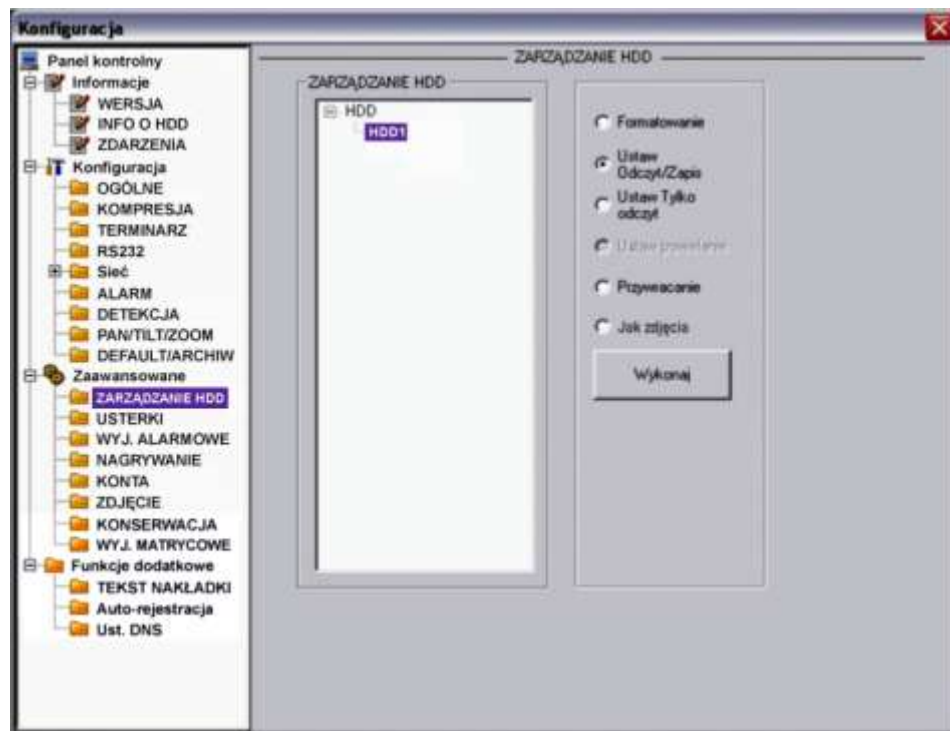 Konfiguracja
Panel kontrolny
Informacje
WERSJA
INFO O HDD
ZDARZENIA
Konfiguracja
OGÓLNE
KOMPRESJA
TERMINARZ
RS232
Sieć
ALARM
DETEKCJA
PAN/TILT/ZOOM
DEFAULT/ARCHIW
Zaawansowane
ZARZĄDZANIE HDD
USTERKI
WYJ. ALARMOWE
NAGRYWANIE
KONTA
ZDJĘCIE
KONSERWACJA
WYJ. MATRYCOWE
Funkcje dodatkowe
TEKST NAKŁADKI
Auto-rejestracja
Ust. DNS
ZARZĄDZANIE HDD
ZARZĄDZANIE HDD
HDD
HDD1
Formatowanie
Ustaw
Odczyt/Zapis
Ustaw Tylko
odczyt
Ustaw
Przywracanie
Jak zdjęcia
Wykonaj